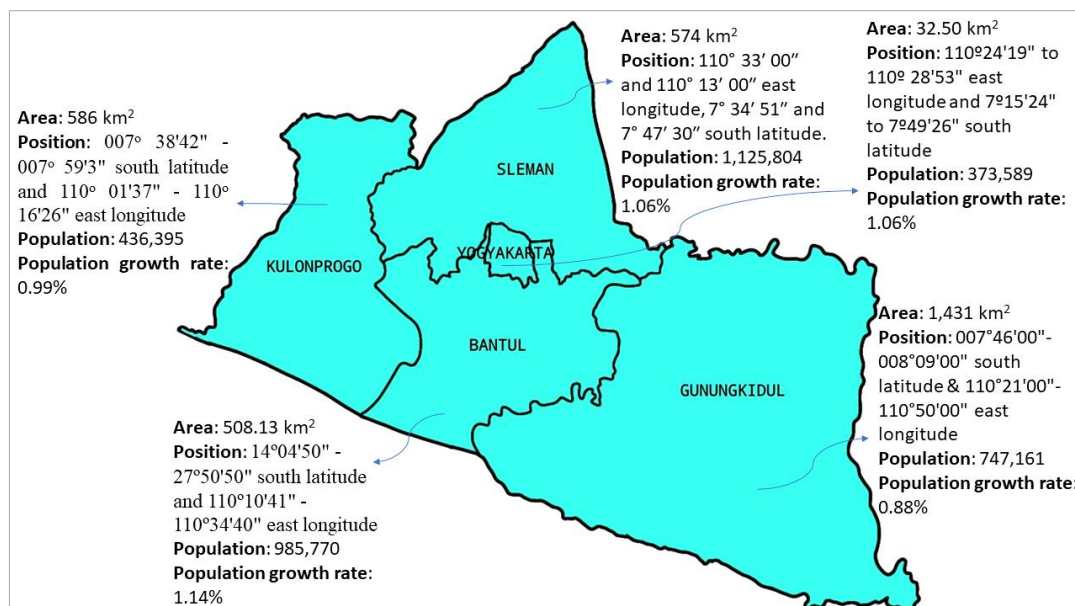 Area: 586 km²
Position: 007º 38'42" -
007º 59'3" south latitude
and 110º 01'37" - 110º
16'26" east longitude
Population: 436,395
Population growth rate:
0.99%
Area: 574 km²
Position: 110° 33’ 00”
and 110° 13’ 00” east
longitude, 7° 34’ 51” and
7° 47’ 30” south latitude.
Population: 1,125,804
Population growth rate:
1.06%
Area: 32.50 km²
Position: 110º24'19" to
110º 28'53" east
longitude and 7º15'24"
to 7º49'26" south
latitude
Population: 373,589
Population growth rate:
1.06%
SLEMAN
YOGYAKARTA
KULONPROGO
BANTUL
GUNUNGKIDUL
Area: 1,431 km²
Position: 007°46'00"-
008°09'00" south
latitude & 110°21'00"-
110°50'00" east
longitude
Population: 747,161
Population growth rate:
0.88%
Area: 508.13 km²
Position: 14º04'50" -
27º50'50" south latitude
and 110º10'41" -
110º34'40" east longitude
Population: 985,770
Population growth rate:
1.14%